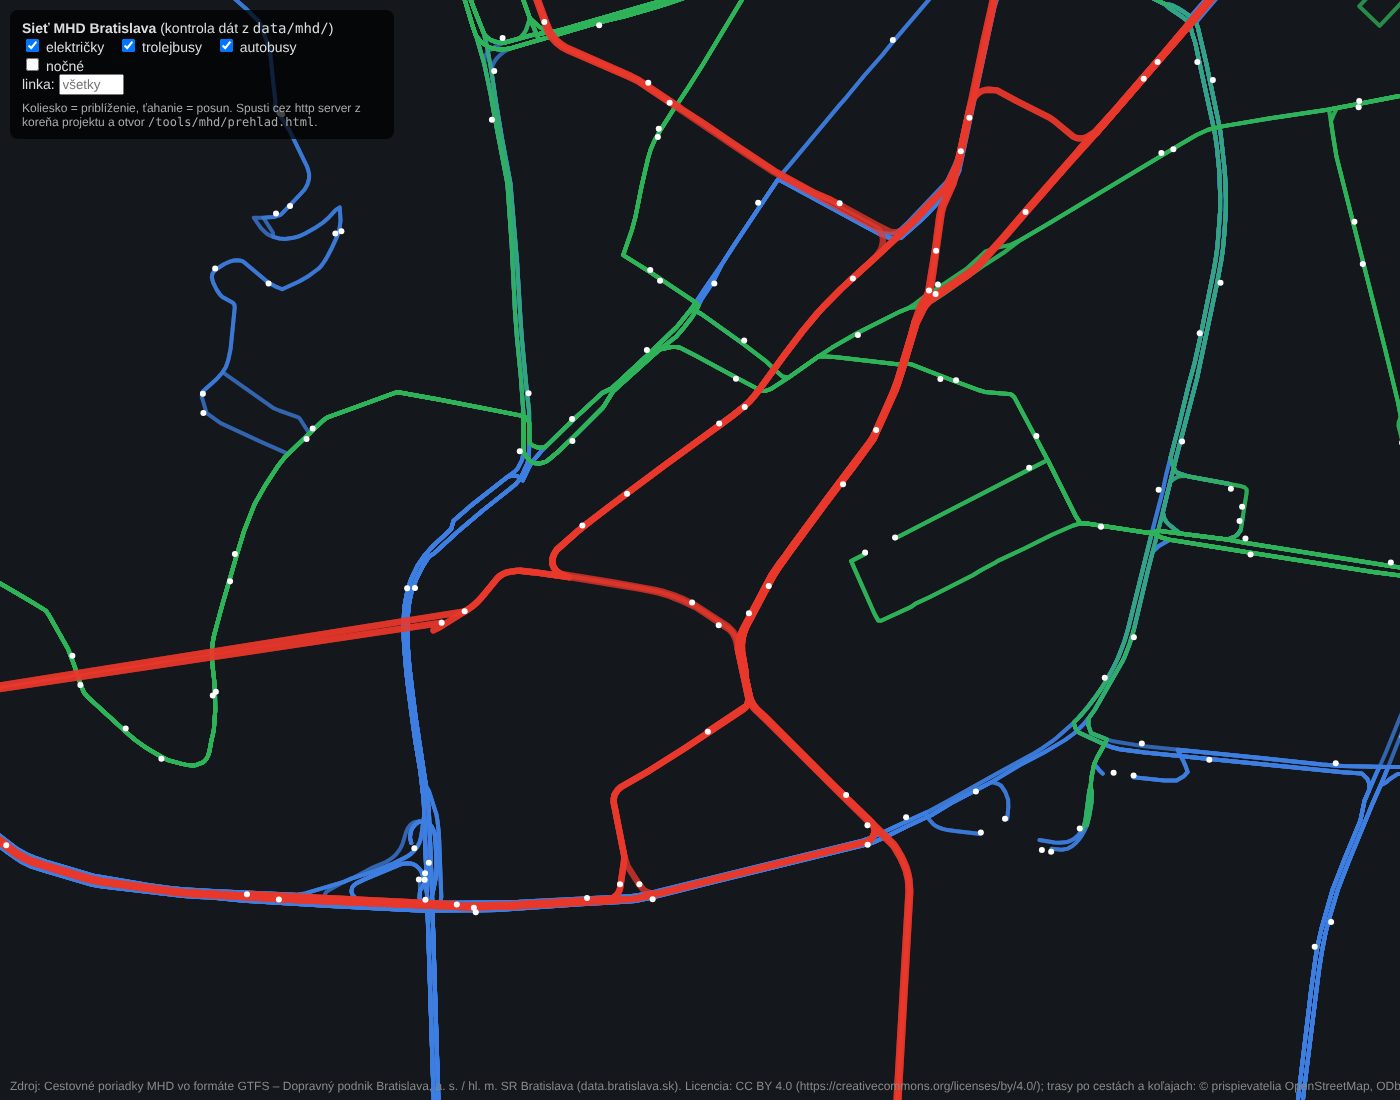 Sieť MHD Bratislava (kontrola dát z data/mhd/)
električky trolejbusy autobusy
nočné
linka: všetky
Koliesko = priblíženie, ťahanie = posun. Spusti cez http server z
koreňa projektu a otvor /tools/mhd/prehlad.html.
Zdroj: Cestovné poriadky MHD vo formáte GTFS – Dopravný podnik Bratislava, a. s. / hl. m. SR Bratislava (data.bratislava.sk). Licencia: CC BY 4.0 (https://creativecommons.org/licenses/by/4.0/); trasy po cestách a koľajach: © prispievatelia OpenStreetMap, ODb